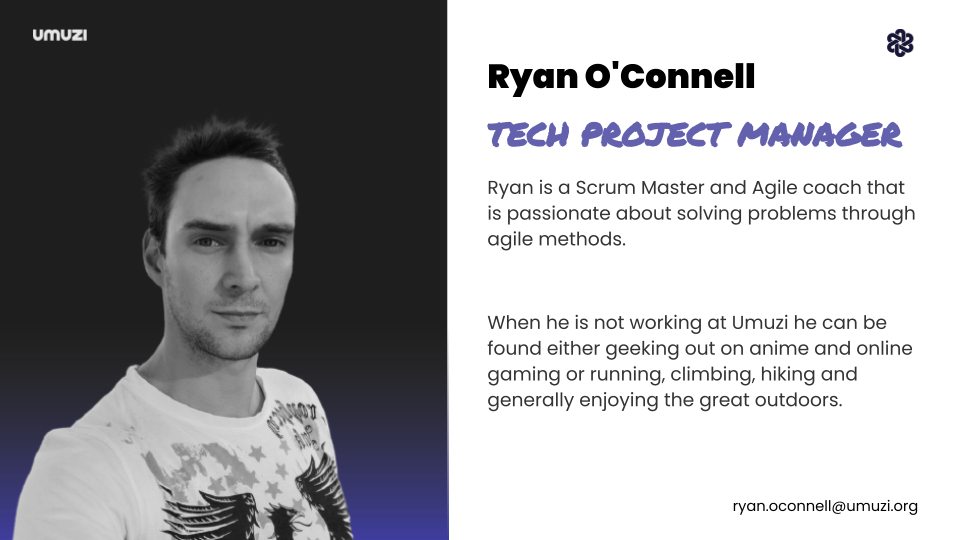 umuzi
Ryan O'Connell
TECH PROJECT MANAGER
Ryan is a Scrum Master and Agile coach that
is passionate about solving problems through
agile methods.
When he is not working at Umuzi he can be
found either geeking out on anime and online
gaming or running, climbing, hiking and
generally enjoying the great outdoors.
ryan.oconnell@umuzi.org